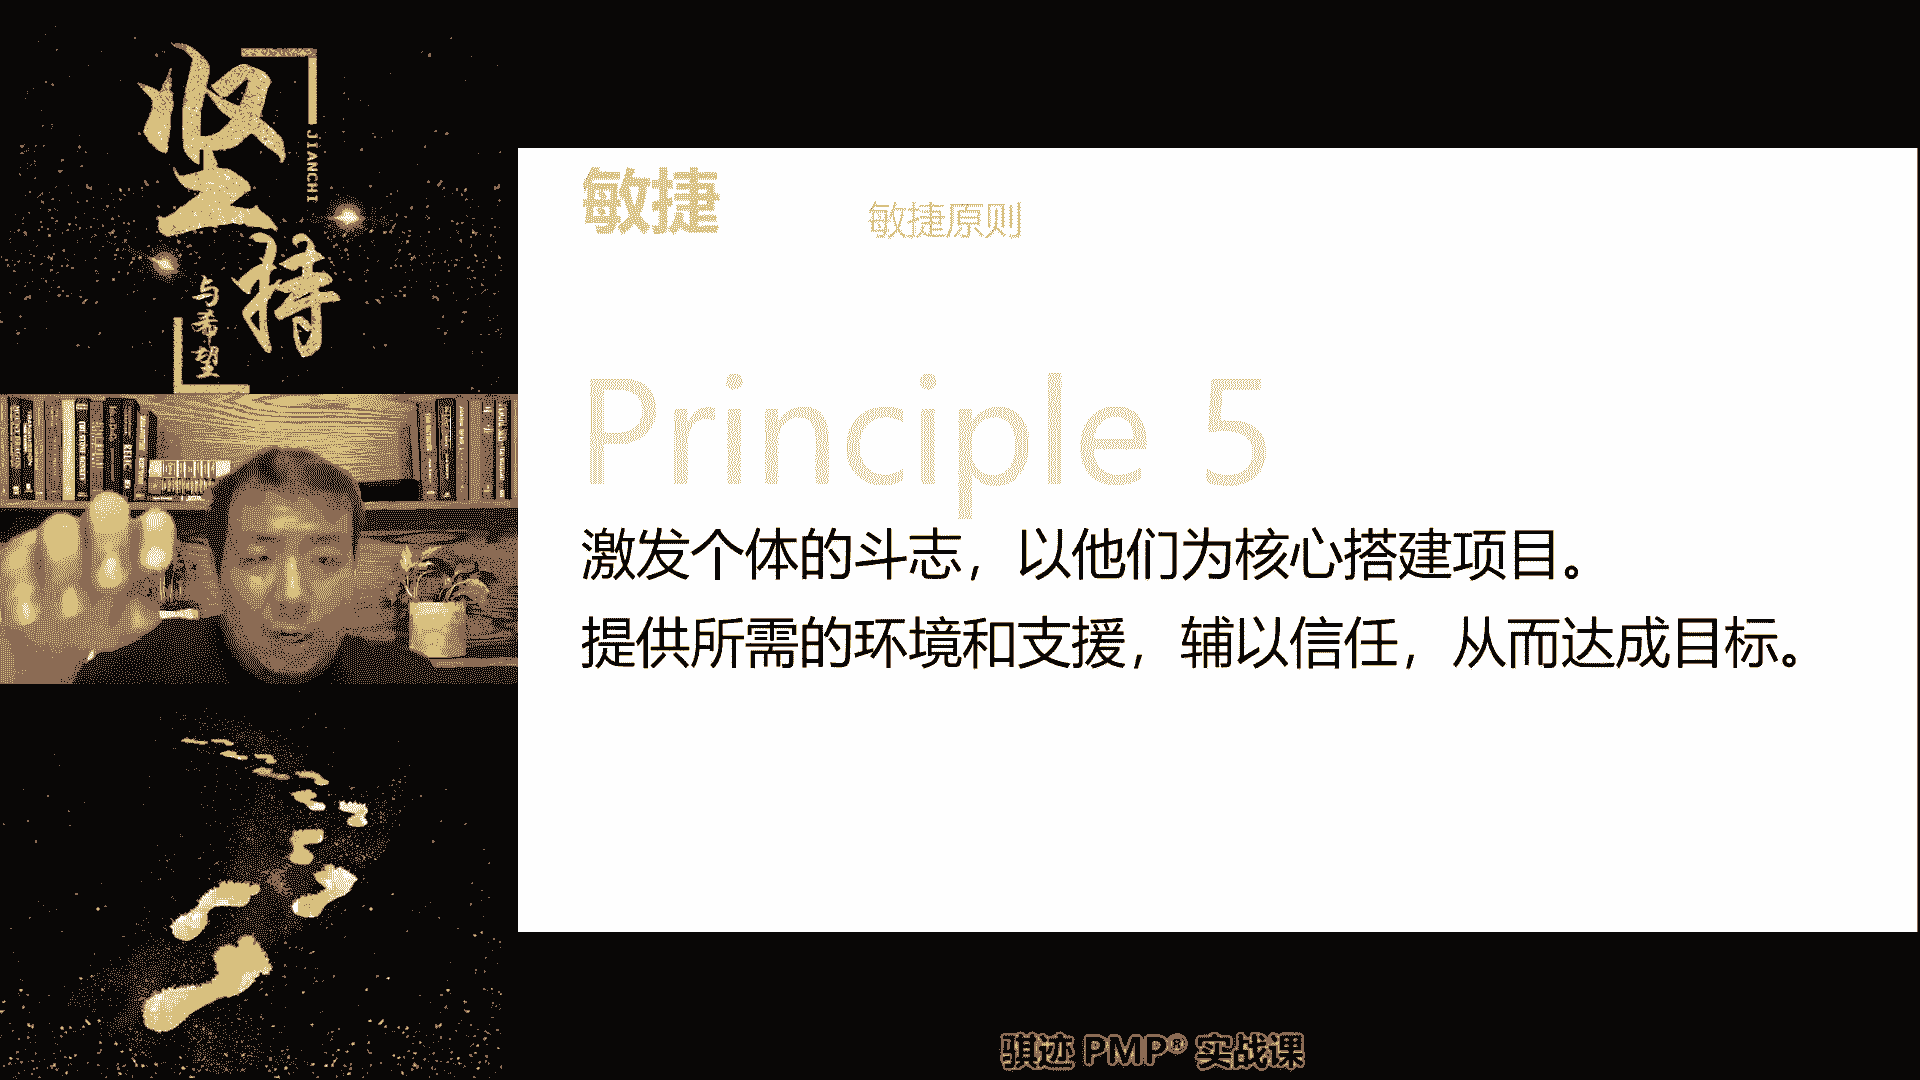 坚持
JIANCHI
与希望
敏捷
敏捷原则
Principle 5
激发个体的斗志，以他们为核心搭建项目。
提供所需的环境和支援，辅以信任，从而达成目标。
骐迹 PMP® 实战课